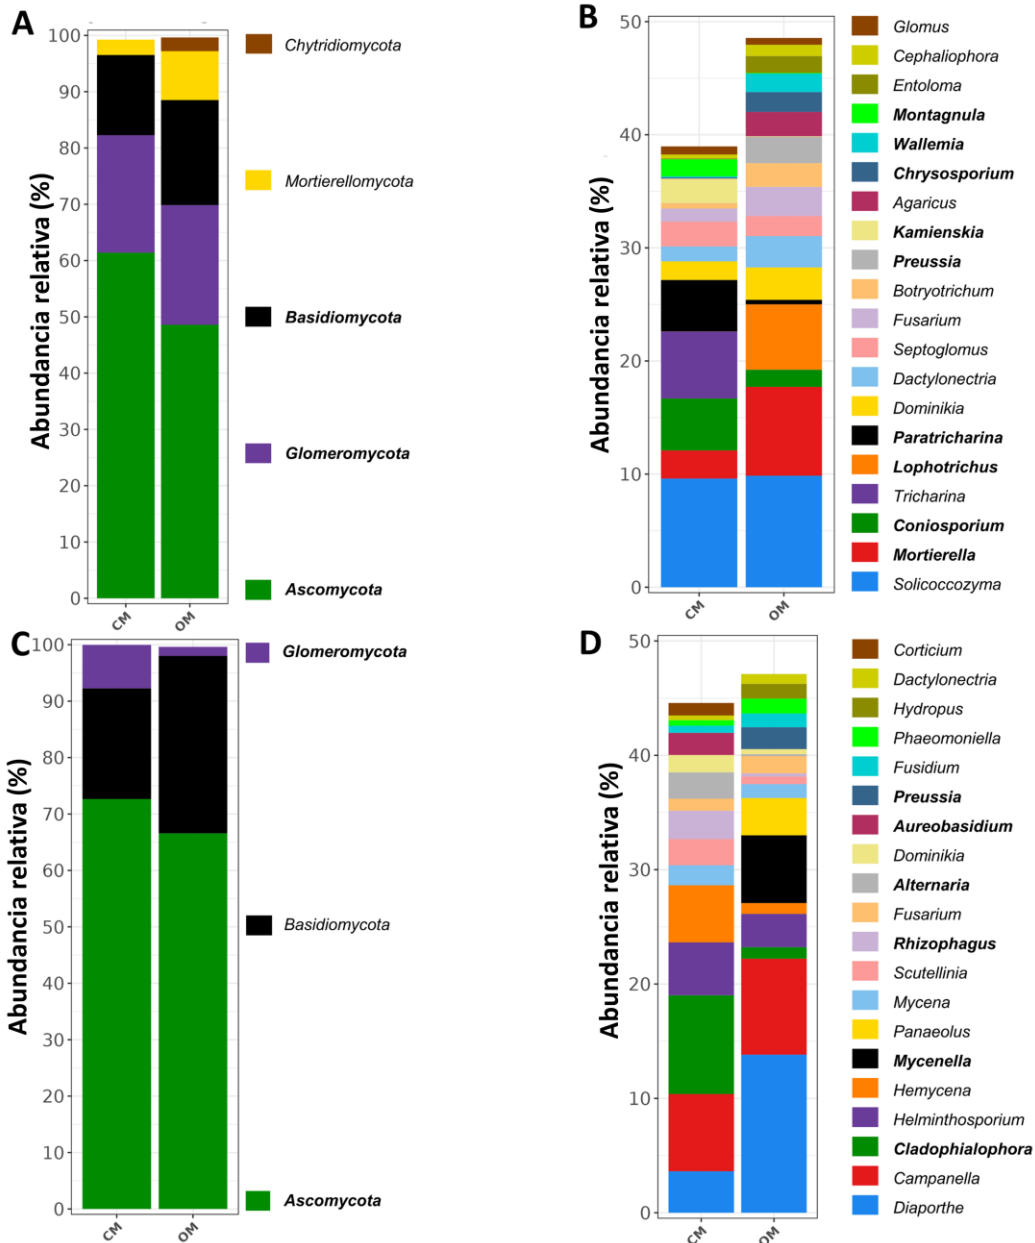 A
Abundancia relativa (%)
100
90
80
70
60
50
40
30
20
10
0
CM
OM
Chytridiomycota
Mortierellomycota
Basidiomycota
Glomeromycota
Ascomycota
B
Abundancia relativa (%)
50
40
30
20
10
0
CM
OM
Glomus
Cephaliophora
Entoloma
Montagnula
Wallemia
Chrysosporium
Agaricus
Kamienskia
Preussia
Botryotrichum
Fusarium
Septoglomus
Dactylonectria
Dominikia
Paratricharina
Lophotrichus
Tricharina
Coniosporium
Mortierella
Solicoccozyma
C
Abundancia relativa (%)
100
90
80
70
60
50
40
30
20
10
0
CM
OM
Glomeromycota
Basidiomycota
Ascomycota
D
Abundancia relativa (%)
50
40
30
20
10
0
CM
OM
Corticium
Dactylonectria
Hydropus
Phaeomoniella
Fusidium
Preussia
Aureobasidium
Dominikia
Alternaria
Fusarium
Rhizophagus
Scutellinia
Mycena
Panaeolus
Mycenella
Hemycena
Helminthosporium
Cladophialophora
Campanella
Diaporthe